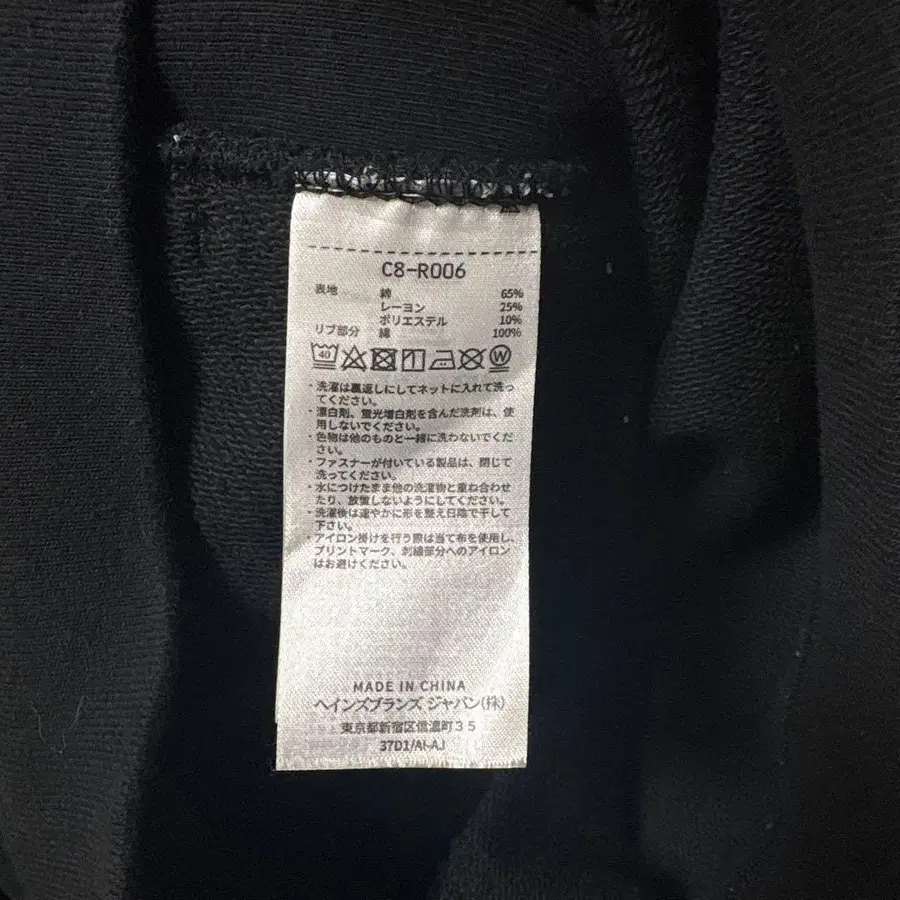 C8-R006
表地 綿 65%
レーヨン 25%
ポリエステル 10%
リブ部分 綿 100%
40
W
・洗濯は裏返しにしてネットに入れて洗っ
てください。
・漂白剤、蛍光増白剤を含んだ洗剤は、使
用しないでください。
・色物は他のものと一緒に洗わないでくだ
さい。
・ファスナーが付いている製品は、閉じて
洗ってください。
・水につけたまま他の洗濯物と重ね合わせ
たり、放置しないようにしてください。
・洗濯後は速やかに形を整え日陰で干して
下さい。
・アイロン掛けを行う際は当て布を使用し、
プリントマーク、刺繍部分へのアイロン
はお避けください。
MADE IN CHINA
ヘインズブランズ ジャパン(株)
東京都新宿区信濃町35
37D1/AI-AJ